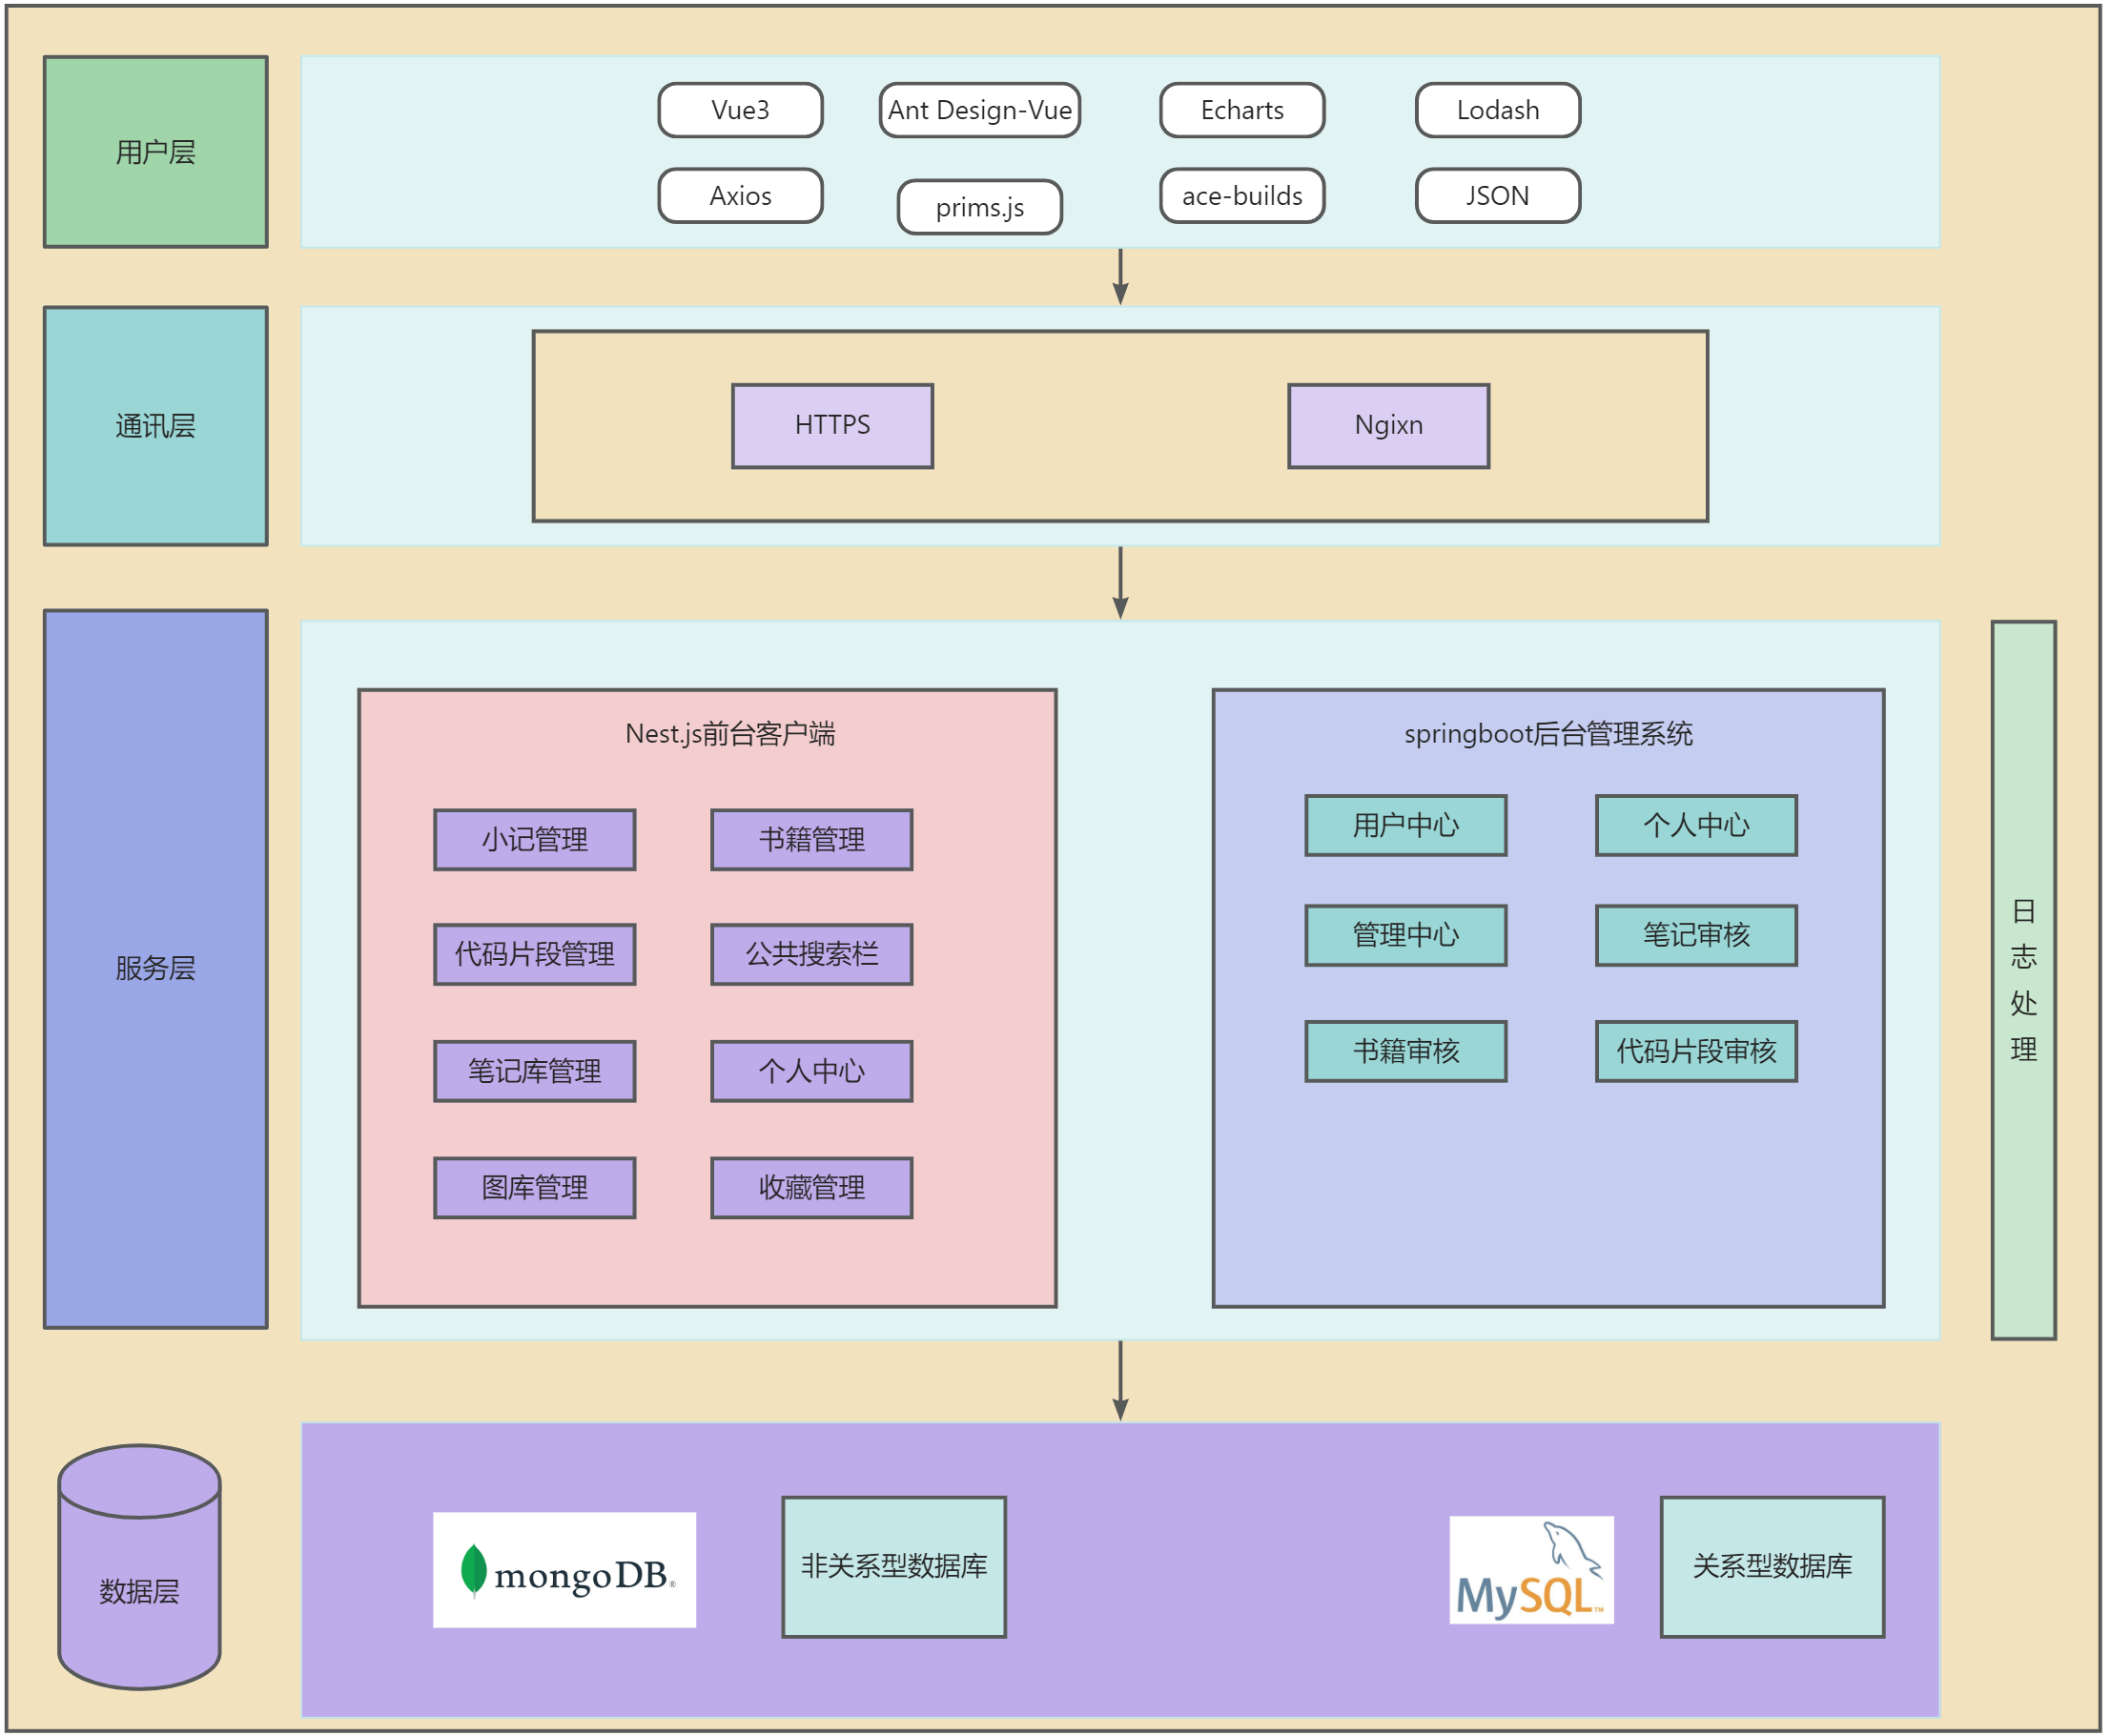 用户层
Vue3
Ant Design-Vue
Echarts
Lodash
Axios
prims.js
ace-builds
JSON
通讯层
HTTPS
Ngixn
服务层
Nest.js前台客户端
小记管理
书籍管理
代码片段管理
公共搜索栏
笔记库管理
个人中心
图库管理
收藏管理
springboot后台管理系统
用户中心
个人中心
管理中心
笔记审核
书籍审核
代码片段审核
日
志
处
理
数据层
mongoDB®
非关系型数据库
MySQL™
关系型数据库